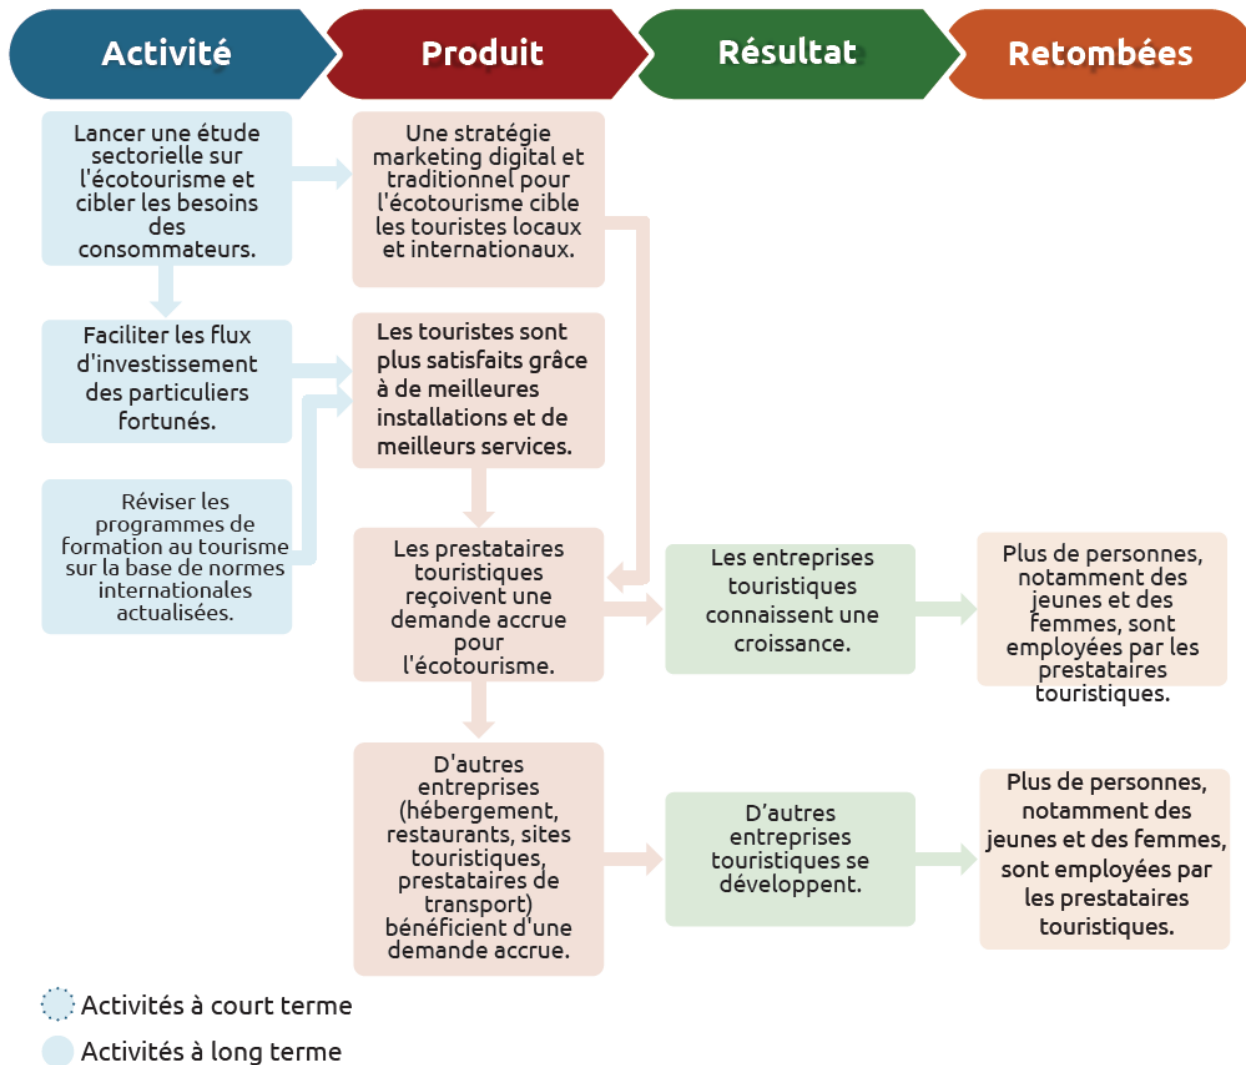 Activité
Produit
Résultat
Retombées
Lancer une étude
sectorielle sur
l'écotourisme et
cibler les besoins
des
consommateurs.
Une stratégie
marketing digital et
traditionnel pour
l'écotourisme cible
les touristes locaux
et internationaux.
Faciliter les flux
d'investissement
des particuliers
fortunés.
Les touristes sont
plus satisfaits grâce
à de meilleures
installations et de
meilleurs services.
Réviser les
programmes de
formation au tourisme
sur la base de normes
internationales
actualisées.
Les prestataires
touristiques
reçoivent une
demande accrue
pour
l'écotourisme.
Les entreprises
touristiques
connaissent une
croissance.
Plus de personnes,
notamment des
jeunes et des
femmes, sont
employées par les
prestataires
touristiques.
D'autres
entreprises
(hébergement,
restaurants, sites
touristiques,
prestataires de
transport)
bénéficient d'une
demande accrue.
D’autres
entreprises
touristiques se
développent.
Plus de personnes,
notamment des
jeunes et des femmes,
sont employées par
les prestataires
touristiques.
Activités à court terme
Activités à long terme